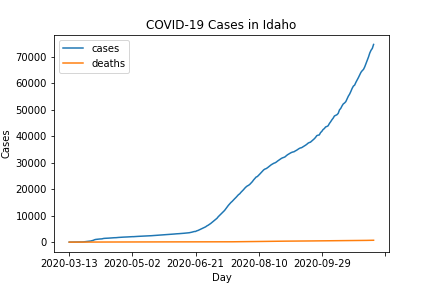 COVID-19 Cases in Idaho
cases
deaths
70000
60000
50000
40000
30000
20000
10000
0
Cases
2020-03-13 2020-05-02 2020-06-21 2020-08-10 2020-09-29
Day